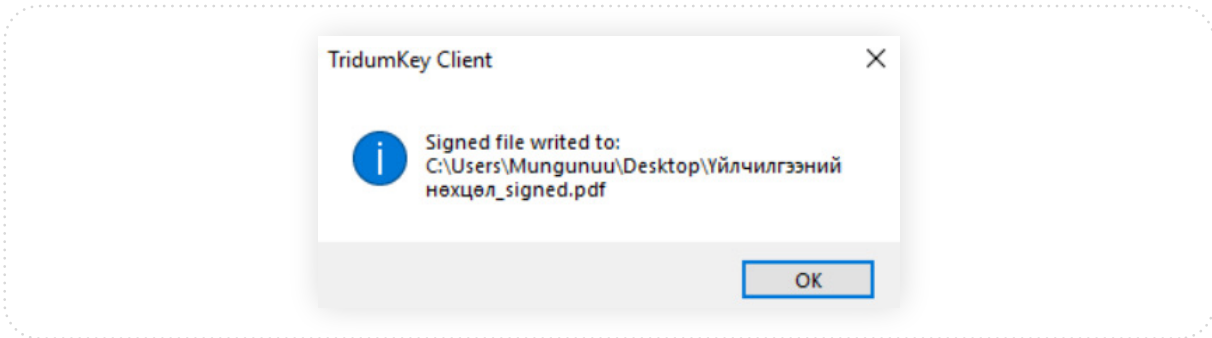 TridumKey Client
Signed file writed to:
C:\Users\Mungunuu\Desktop\Үйлчилгээний
нөхцөл_signed.pdf
OK